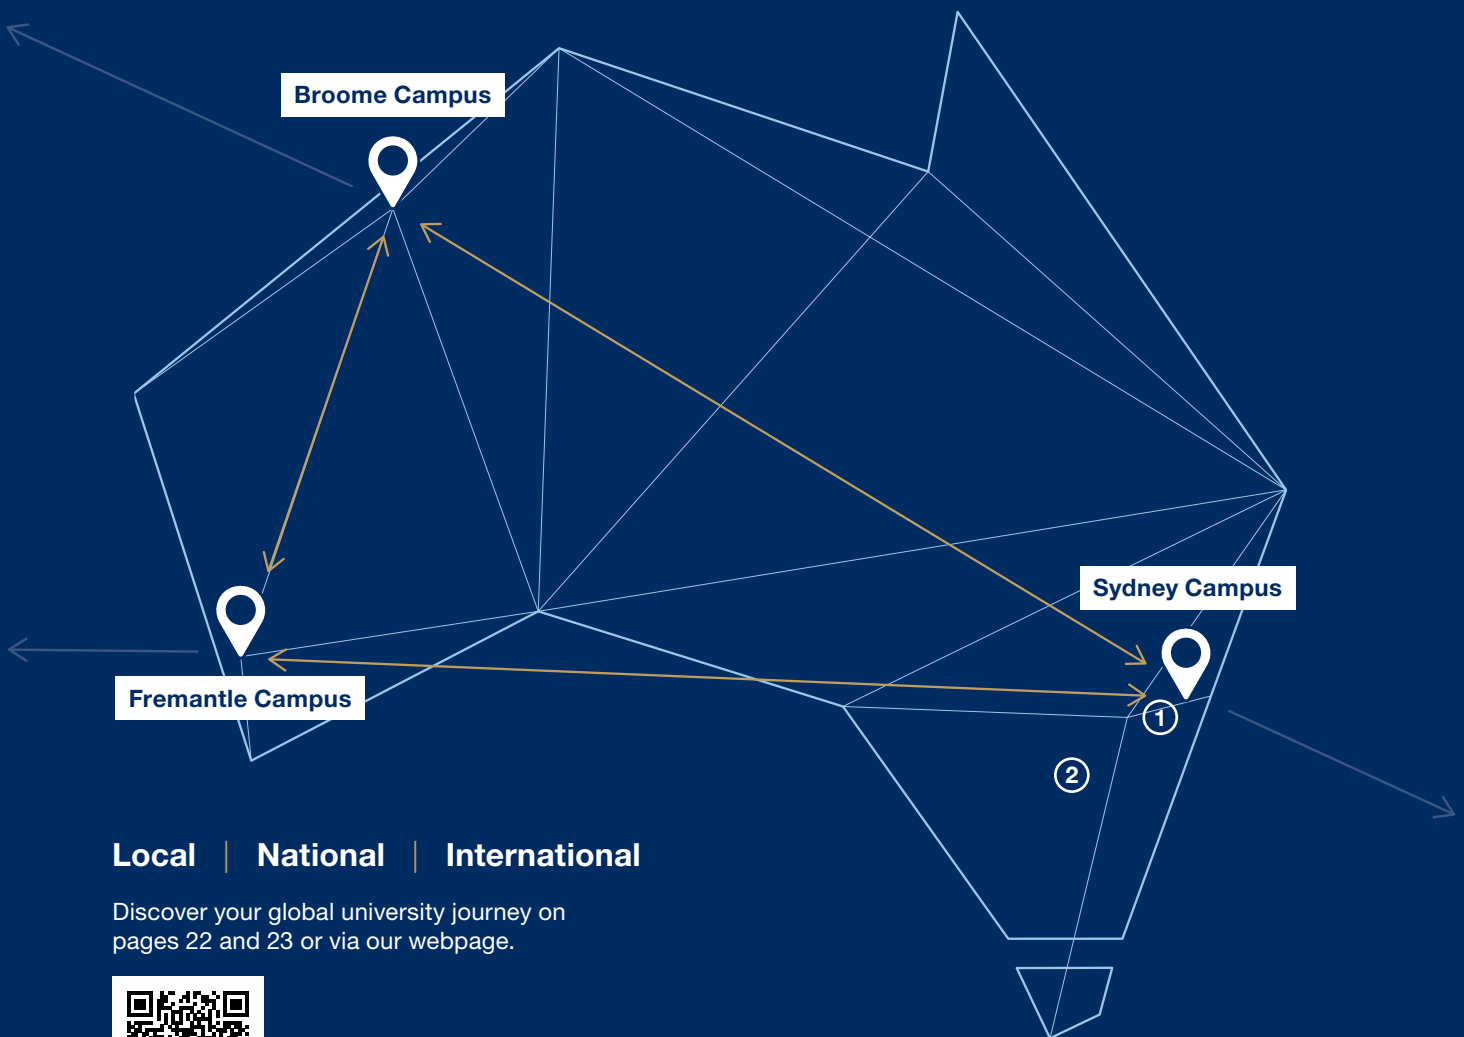 Broome Campus
Sydney Campus
Fremantle Campus
1
2
Local | National | International
Discover your global university journey on
pages 22 and 23 or via our webpage.